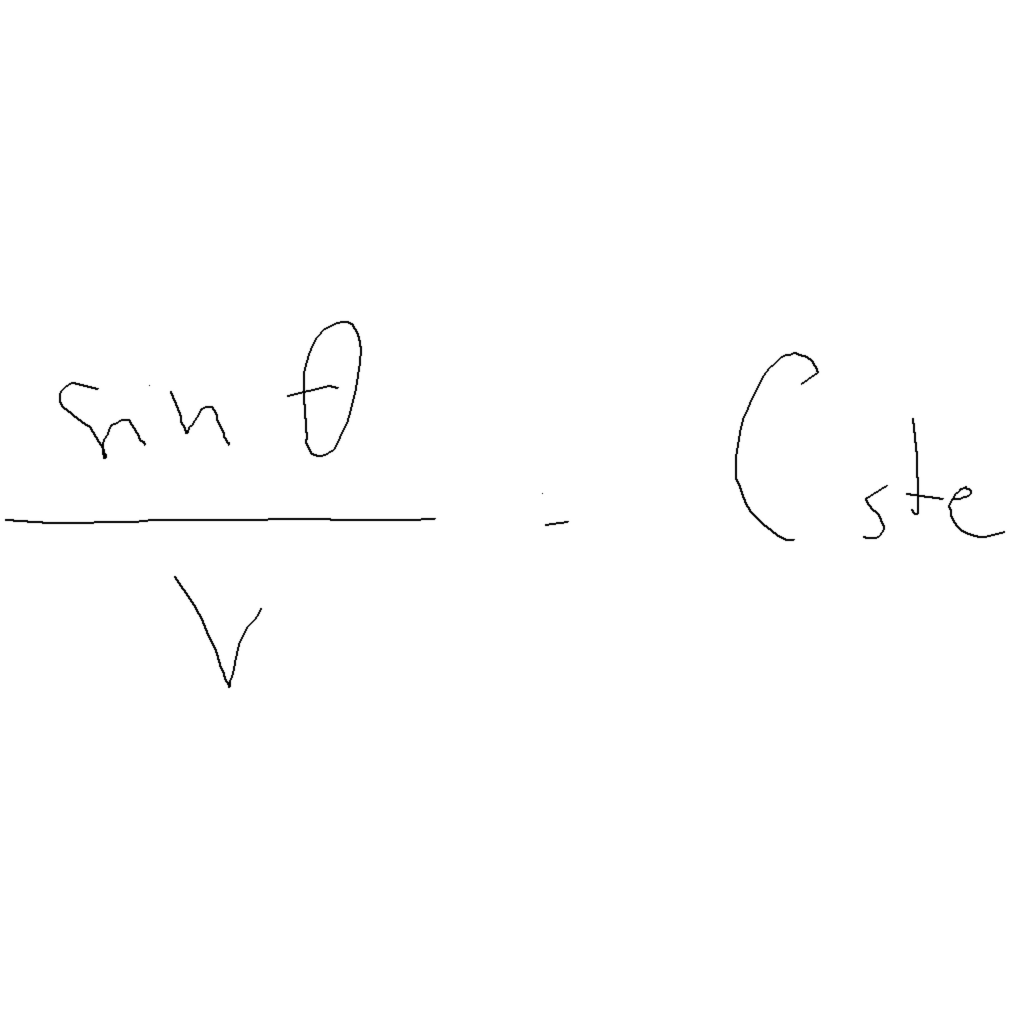 sin θ
V
= Cste